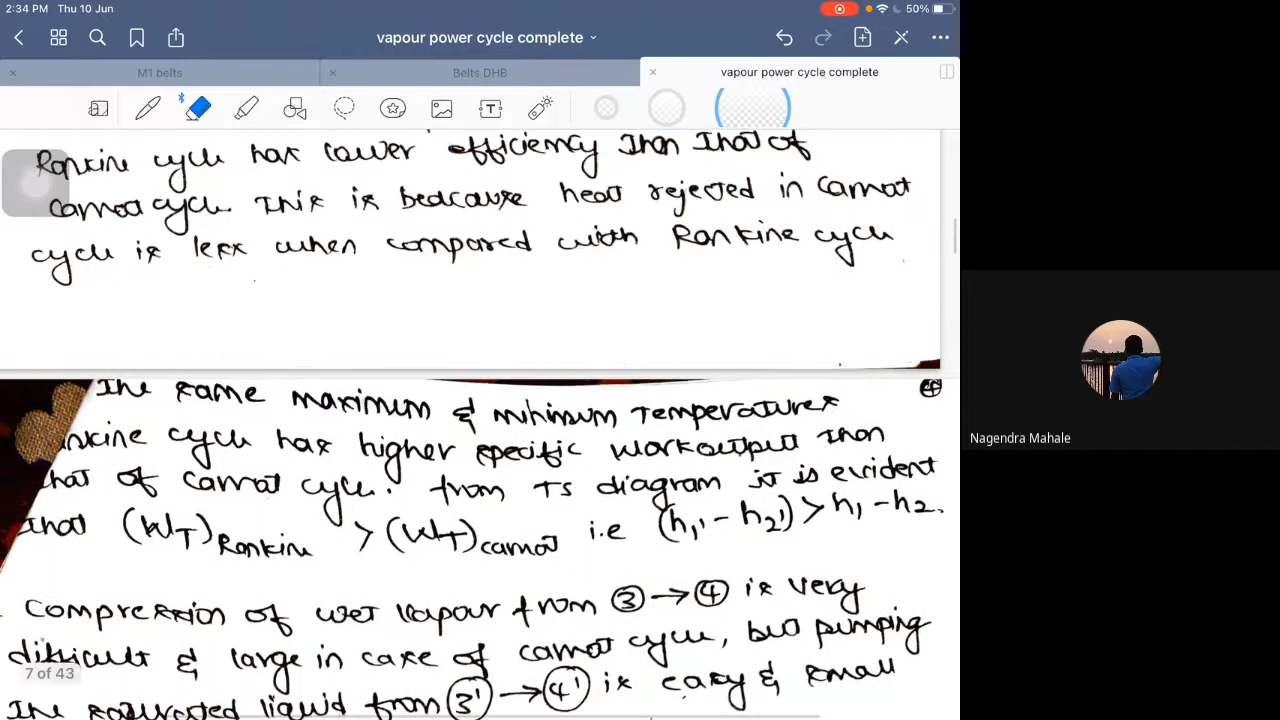 2:34 PM Thu 10 Jun
50%
vapour power cycle complete
M1 belts
Belts DHB
vapour power cycle complete
Rankine cycle has lower efficiency than that of
carnot cycle. This is bedcause heat rejected in carnot
cycle is less when compared with Rankine cycle
④
The same maximum & minimum temperatures
ankine cycle has higher specific workoutput than
that of carnot cycle. from TS diagram it is evident
that (WT)Rankine > (WT)carnot i.e (h1' - h2') > h1 - h2.
compression of wet vapour from ③ → ④ is very
difficult & large in case of carnot cycle, but pumping
7 of 43
the saturated liquid from ③' → ④' is easy & small
Nagendra Mahale